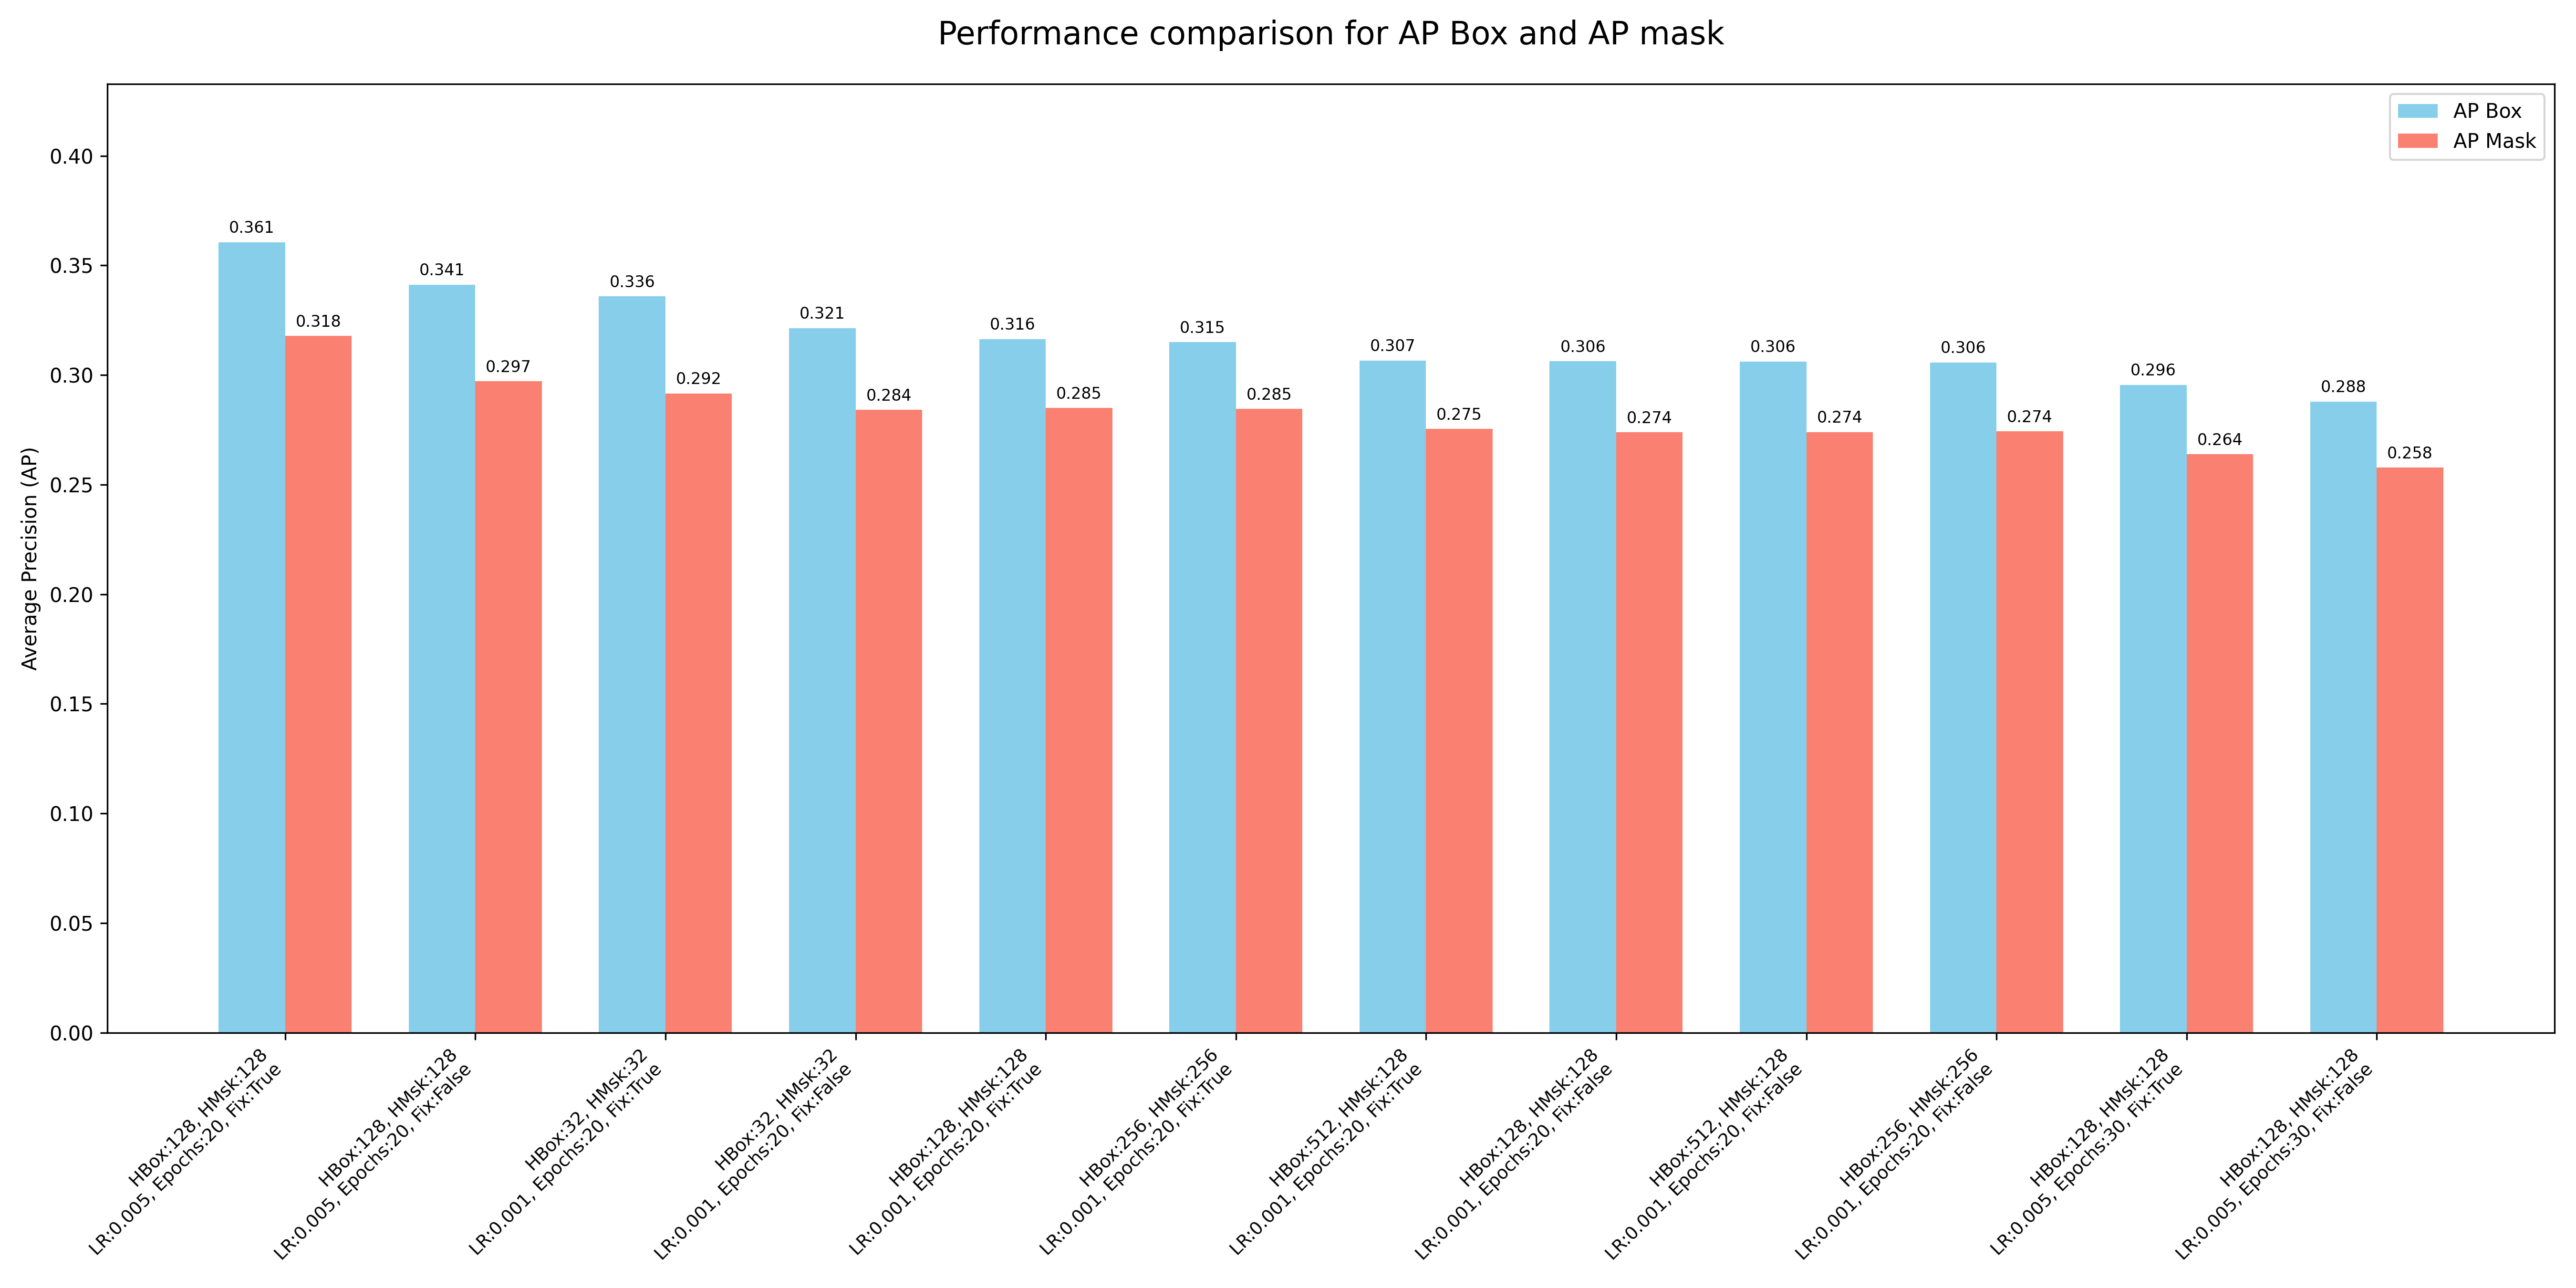 Performance comparison for AP Box and AP mask
AP Box
AP Mask
Average Precision (AP)
0.40
0.35
0.30
0.25
0.20
0.15
0.10
0.05
0.00
0.361
0.318
0.341
0.297
0.336
0.292
0.321
0.284
0.316
0.285
0.315
0.285
0.307
0.275
0.306
0.274
0.306
0.274
0.306
0.274
0.296
0.264
0.288
0.258
HBox:128, HMsk:128
LR:0.005, Epochs:20, Fix:True
HBox:128, HMsk:128
LR:0.005, Epochs:20, Fix:False
HBox:32, HMsk:32
LR:0.001, Epochs:20, Fix:True
HBox:32, HMsk:32
LR:0.001, Epochs:20, Fix:False
HBox:128, HMsk:128
LR:0.001, Epochs:20, Fix:True
HBox:256, HMsk:256
LR:0.001, Epochs:20, Fix:True
HBox:512, HMsk:128
LR:0.001, Epochs:20, Fix:True
HBox:128, HMsk:128
LR:0.001, Epochs:20, Fix:False
HBox:512, HMsk:128
LR:0.001, Epochs:20, Fix:False
HBox:256, HMsk:256
LR:0.001, Epochs:20, Fix:False
HBox:128, HMsk:128
LR:0.005, Epochs:30, Fix:True
HBox:128, HMsk:128
LR:0.005, Epochs:30, Fix:False